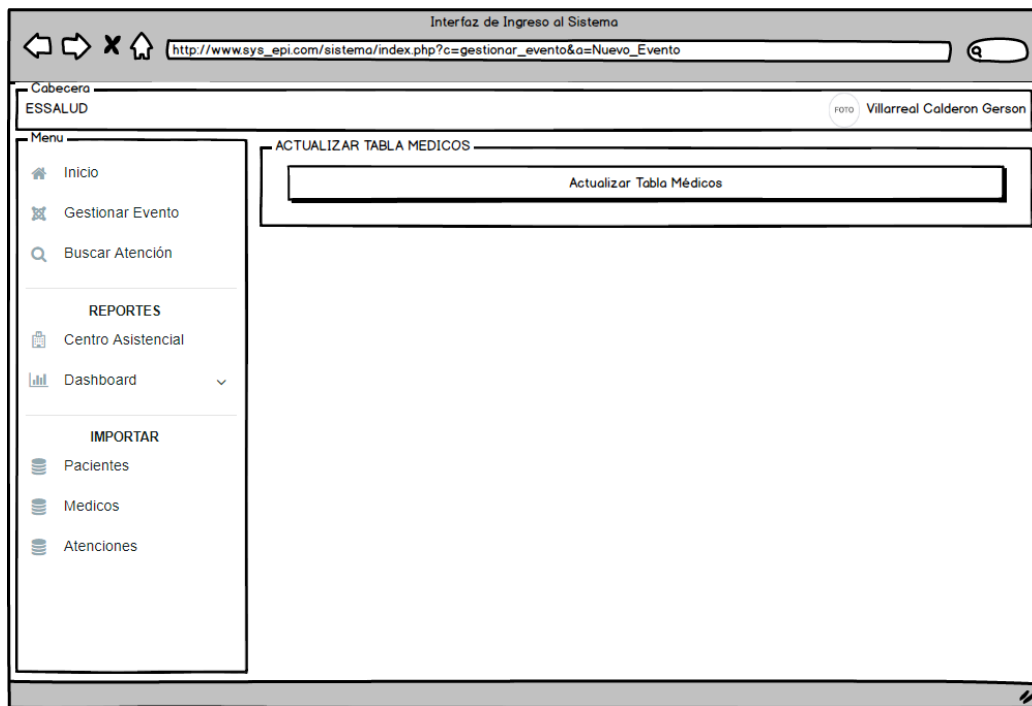 Interfaz de Ingreso al Sistema
http://www.sys_epi.com/sistema/index.php?c=gestionar_evento&a=Nuevo_Evento
Cabecera
ESSALUD
FOTO
Villarreal Calderon Gerson
Menu
Inicio
Gestionar Evento
Buscar Atención
REPORTES
Centro Asistencial
Dashboard
IMPORTAR
Pacientes
Medicos
Atenciones
ACTUALIZAR TABLA MEDICOS
Actualizar Tabla Médicos